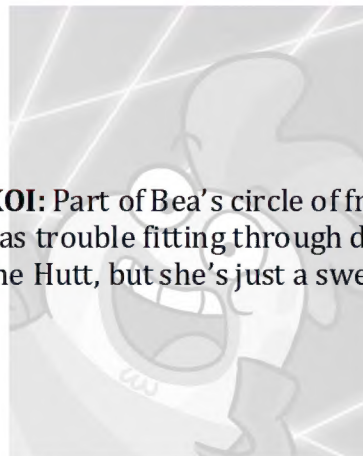 KOI: Part of Bea's circle of fr
as trouble fitting through d
he Hutt, but she's just a swe